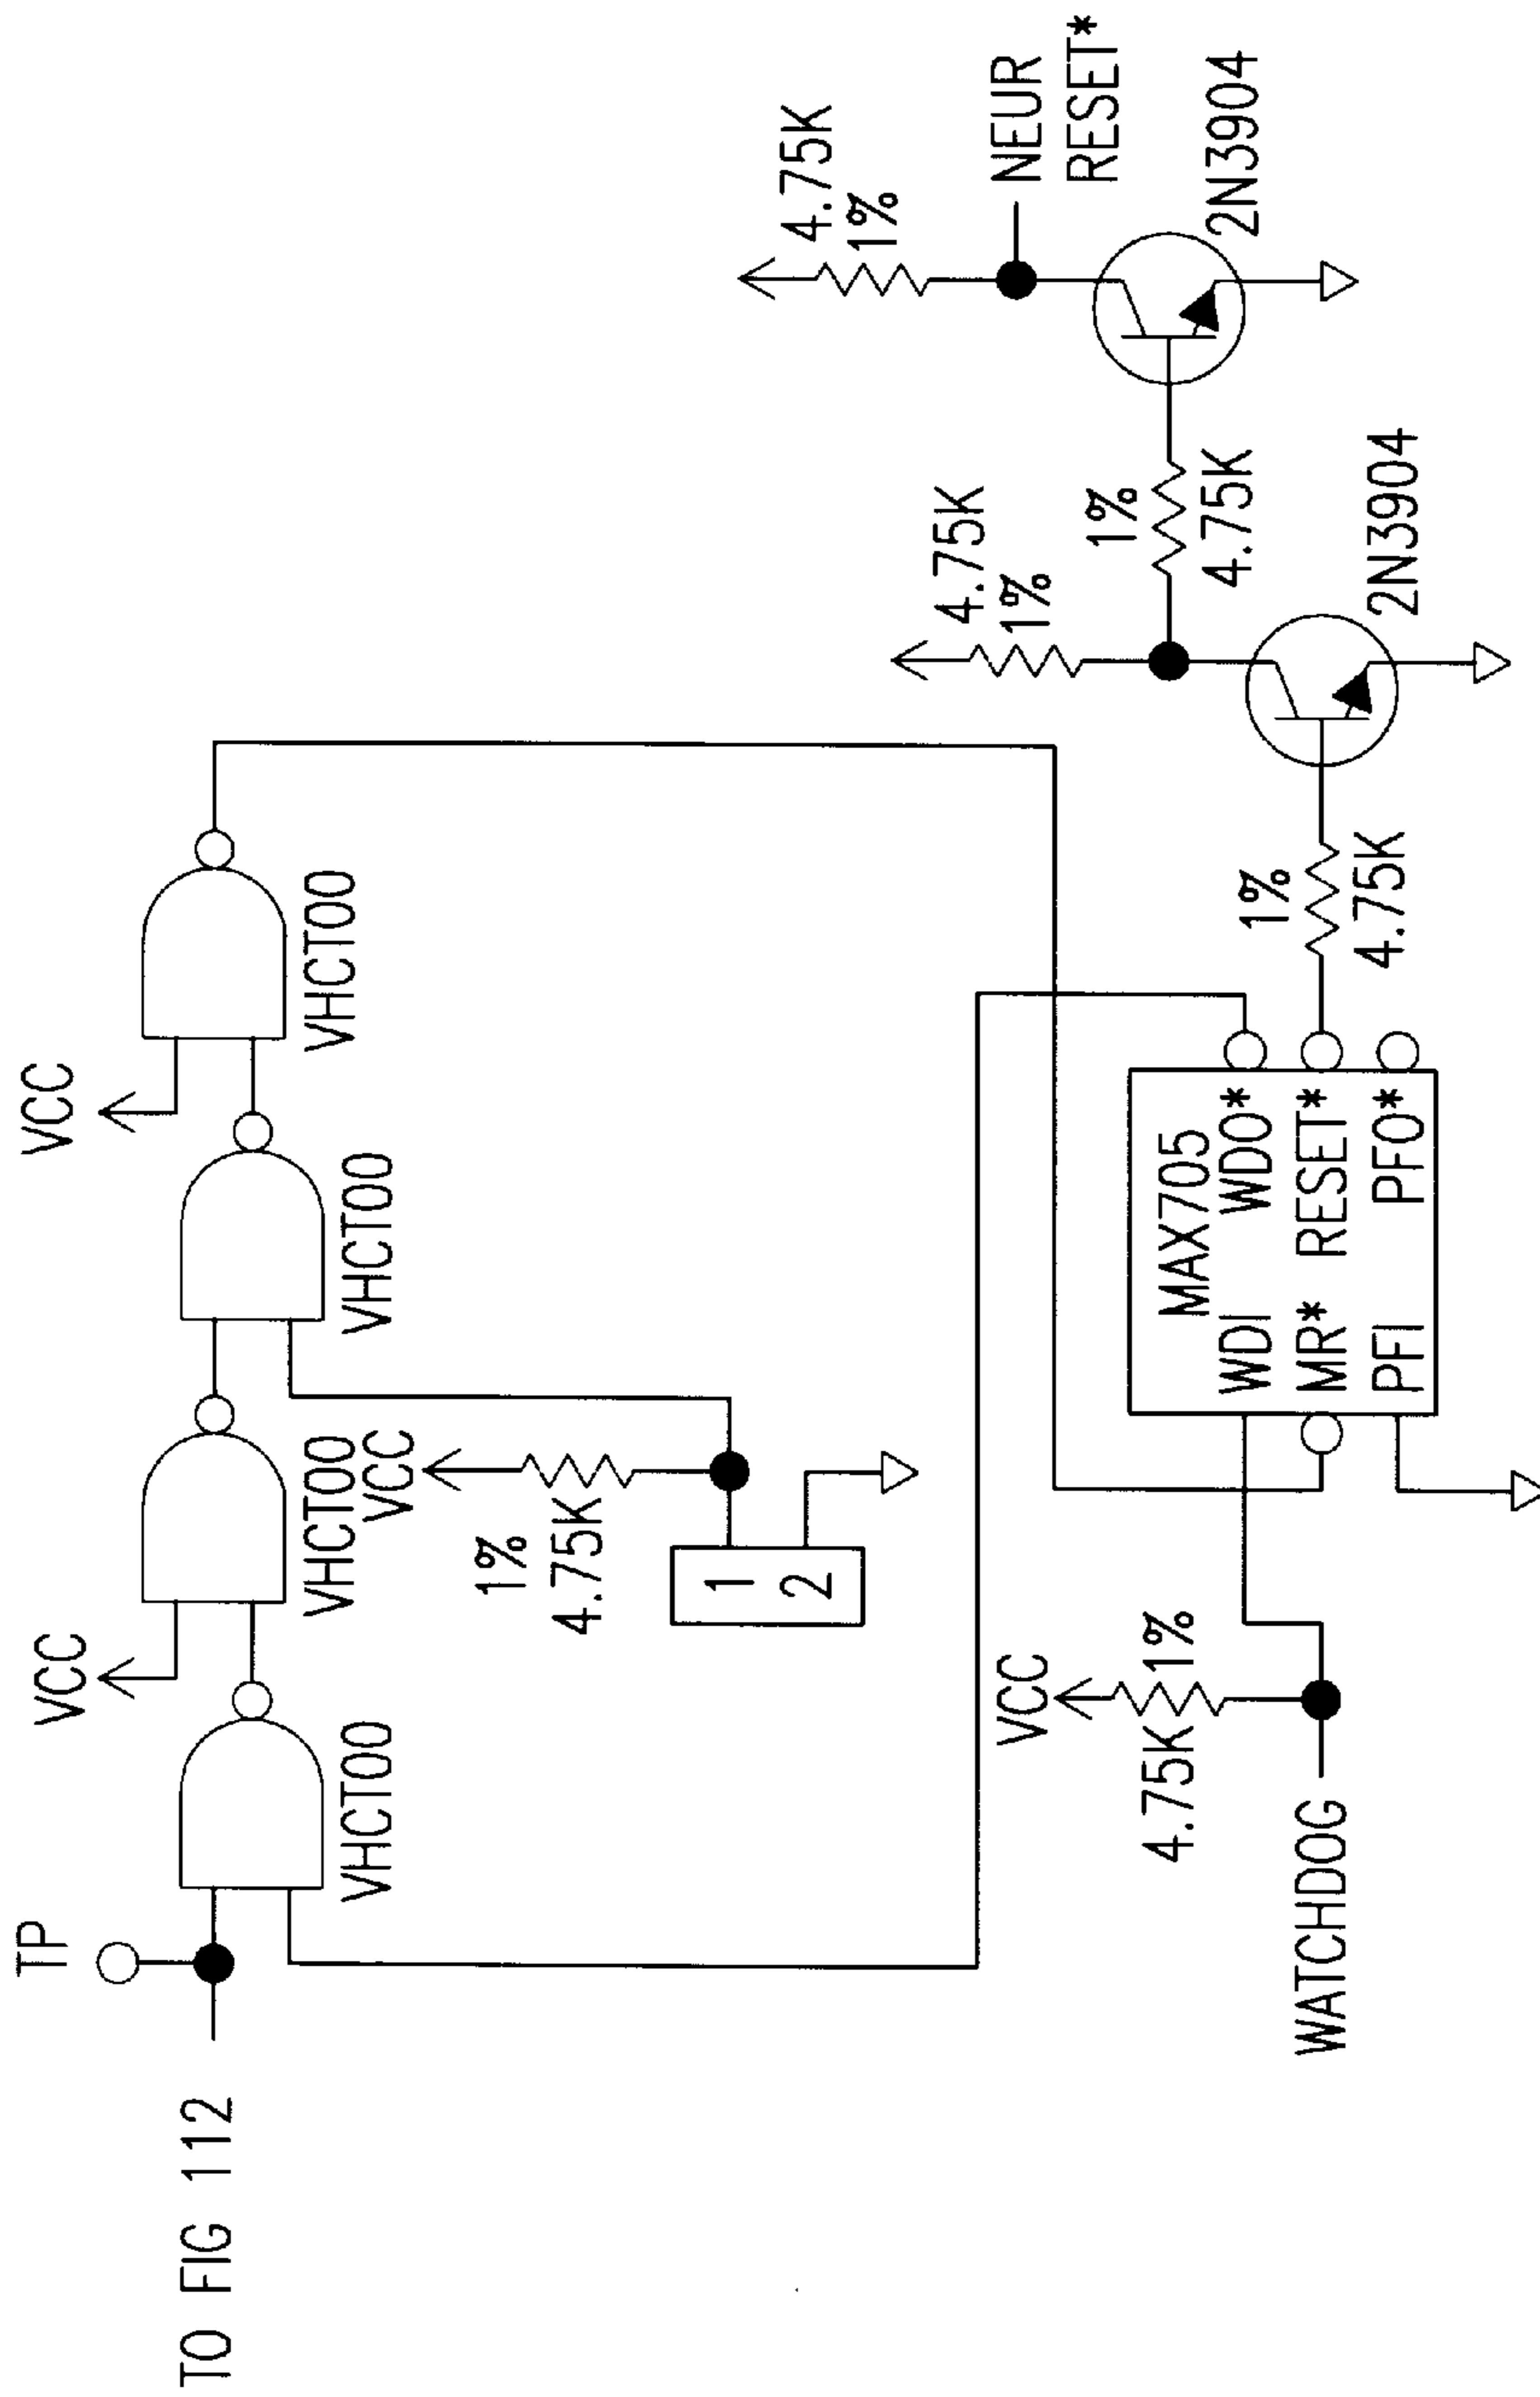 TO FIG 112
TP
VHCT00
VCC
VHCT00
VHCT00
VCC
VHCT00
VCC
1%
4.75K
1
2
VCC
4.75K
1%
WATCHDOG
MAX705
WDI WDO*
MR* RESET*
PFI PFO*
1%
4.75K
4.75K
1%
2N3904
1%
4.75K
4.75K
1%
NEUR
RESET*
2N3904